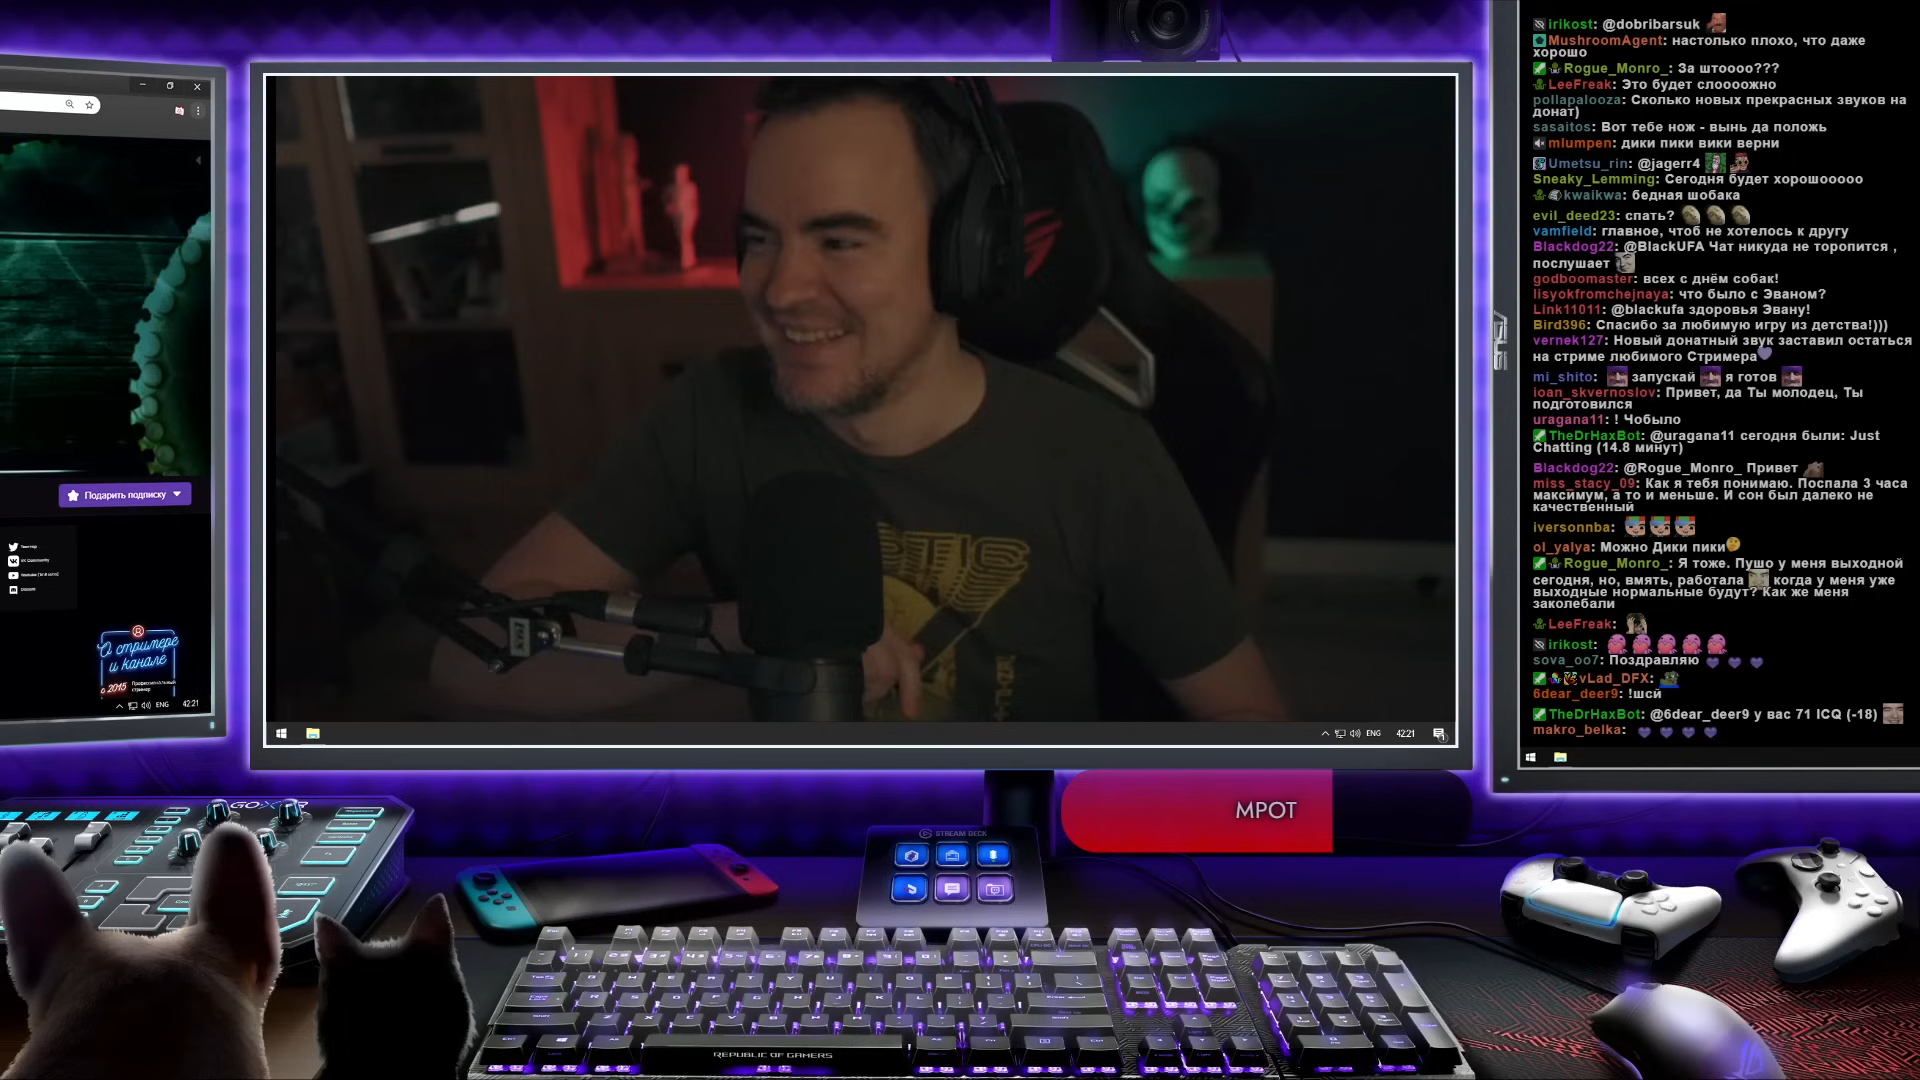 Подарить подписку
О стримере
и канале
с 2015
Профессиональный
стример
ENG
42:21
CTIC
ENG
42:21
irikost: @dobribarsuk
MushroomAgent: настолько плохо, что даже
хорошо
Rogue_Monro_: За штоооо???
LeeFreak: Это будет слоооожно
pollapalooza: Сколько новых прекрасных звуков на
донат)
sasaitos: Вот тебе нож - вынь да положь
mlumpen: дики пики вики верни
Umetsu_rin: @jagerr4
Sneaky_Lemming: Сегодня будет хорошооооо
kwaikwa: бедная шобака
evil_deed23: спать?
vamfield: главное, чтоб не хотелось к другу
Blackdog22: @BlackUFA Чат никуда не торопится ,
послушает
godboomaster: всех с днём собак!
lisyokfromchejnaya: что было с Эваном?
Link11011: @blackufa здоровья Эвану!
Bird396: Спасибо за любимую игру из детства!)))
vernek127: Новый донатный звук заставил остаться
на стриме любимого Стримера
mi_shito: запускай я готов
ioan_skvernoslov: Привет, да Ты молодец, Ты
подготовился
uragana11: ! Чобыло
TheDrHaxBot: @uragana11 сегодня были: Just
Chatting (14.8 минут)
Blackdog22: @Rogue_Monro_ Привет
miss_stacy_09: Как я тебя понимаю. Поспала 3 часа
максимум, а то и меньше. И сон был далеко не
качественный
iversonnba:
ol_yalya: Можно Дики пики
Rogue_Monro_: Я тоже. Пушо у меня выходной
сегодня, но, вмять, работала когда у меня уже
выходные нормальные будут? Как же меня
заколебали
LeeFreak:
irikost:
sova_oo7: Поздравляю
vLad_DFX:
6dear_deer9: !шсй
TheDrHaxBot: @6dear_deer9 у вас 71 ICQ (-18)
makro_belka:
МРОТ
STREAM DECK
REPUBLIC OF GAMERS